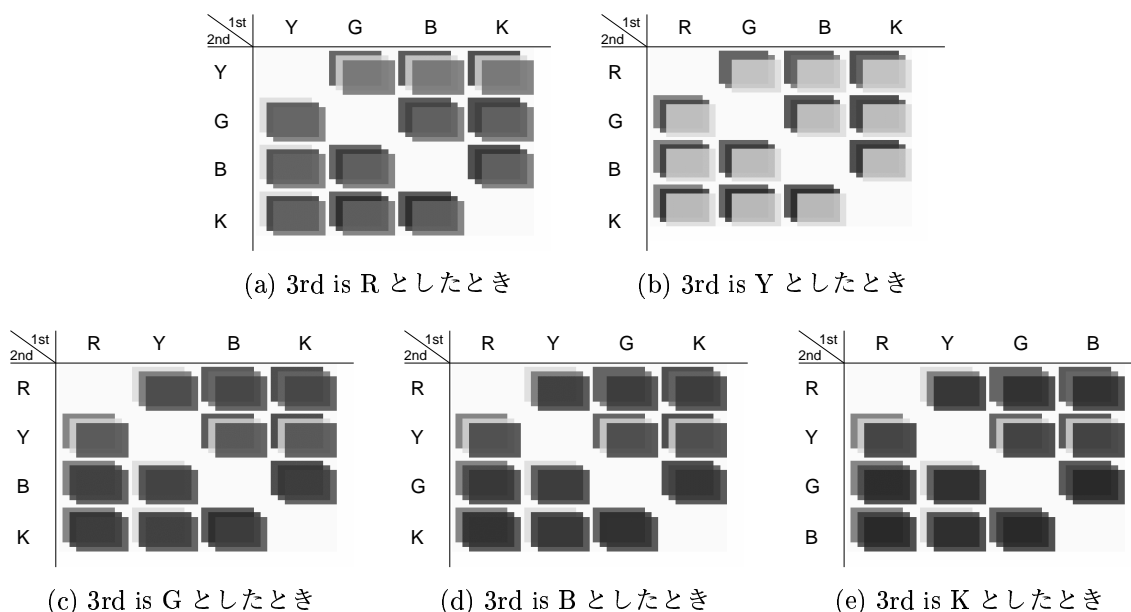 1st Y G B K
2nd
Y
G
B
K
(a) 3rd is R としたとき
1st R G B K
2nd
R
G
B
K
(b) 3rd is Y としたとき
1st R Y B K
2nd
R
Y
B
K
(c) 3rd is G としたとき
1st R Y G K
2nd
R
Y
G
K
(d) 3rd is B としたとき
1st R Y G B
2nd
R
Y
G
B
(e) 3rd is K としたとき